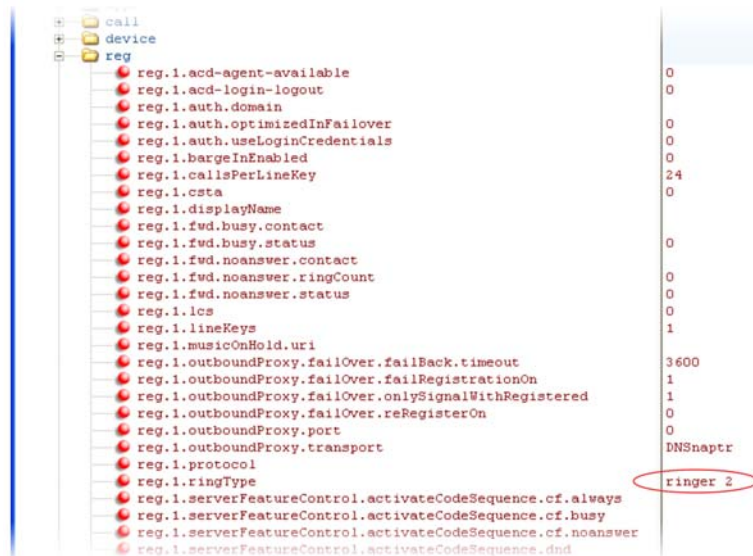 call
device
reg
reg.1.acd-agent-available 0
reg.1.acd-login-logout 0
reg.1.auth.domain
reg.1.auth.optimizedInFailover 0
reg.1.auth.useLoginCredentials 0
reg.1.bargeInEnabled 0
reg.1.callsPerLineKey 24
reg.1.csta 0
reg.1.displayName
reg.1.fwd.busy.contact
reg.1.fwd.busy.status 0
reg.1.fwd.noanswer.contact
reg.1.fwd.noanswer.ringCount 0
reg.1.fwd.noanswer.status 0
reg.1.lcs 0
reg.1.lineKeys 1
reg.1.musicOnHold.uri
reg.1.outboundProxy.failOver.failBack.timeout 3600
reg.1.outboundProxy.failOver.failRegistrationOn 1
reg.1.outboundProxy.failOver.onlySignalWithRegistered 1
reg.1.outboundProxy.failOver.reRegisterOn 0
reg.1.outboundProxy.port 0
reg.1.outboundProxy.transport DNSnaptr
reg.1.protocol
reg.1.ringType ringer 2
reg.1.serverFeatureControl.activateCodeSequence.cf.always
reg.1.serverFeatureControl.activateCodeSequence.cf.busy
reg.1.serverFeatureControl.activateCodeSequence.cf.noanswer
reg.1.serverFeatureControl.activateCodeSequence.dnd